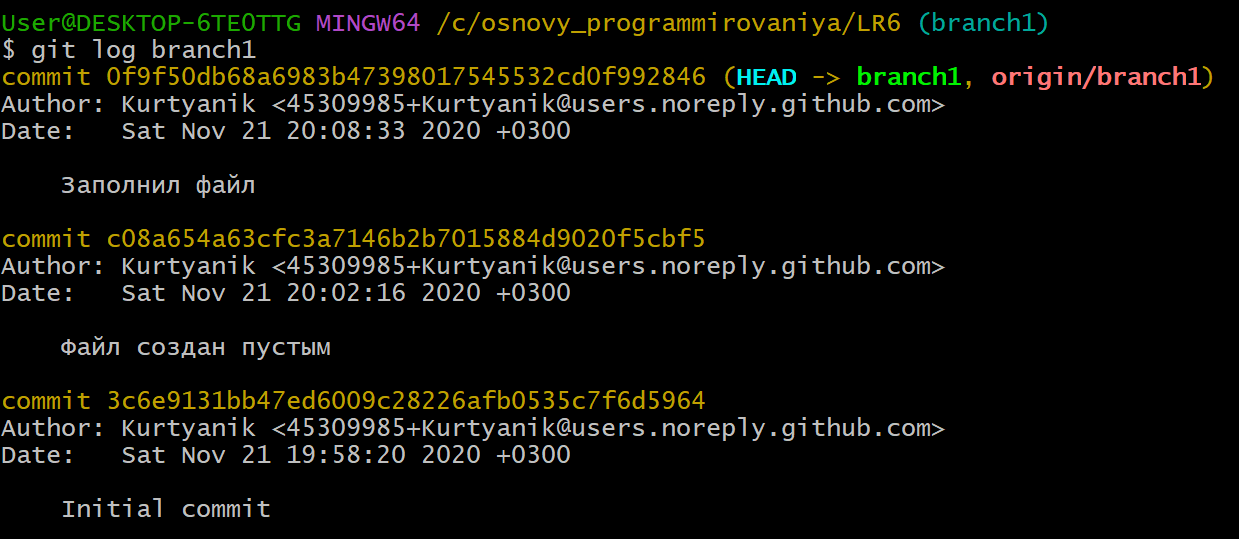 User@DESKTOP-6TE0TTG MINGW64 /c/osnovy_programmirovaniya/LR6 (branch1)
$ git log branch1
commit 0f9f50db68a6983b47398017545532cd0f992846 (HEAD -> branch1, origin/branch1)
Author: Kurtyanik <45309985+Kurtyanik@users.noreply.github.com>
Date:   Sat Nov 21 20:08:33 2020 +0300
Заполнил файл
commit c08a654a63cfc3a7146b2b7015884d9020f5cbf5
Author: Kurtyanik <45309985+Kurtyanik@users.noreply.github.com>
Date:   Sat Nov 21 20:02:16 2020 +0300
Файл создан пустым
commit 3c6e9131bb47ed6009c28226afb0535c7f6d5964
Author: Kurtyanik <45309985+Kurtyanik@users.noreply.github.com>
Date:   Sat Nov 21 19:58:20 2020 +0300
Initial commit